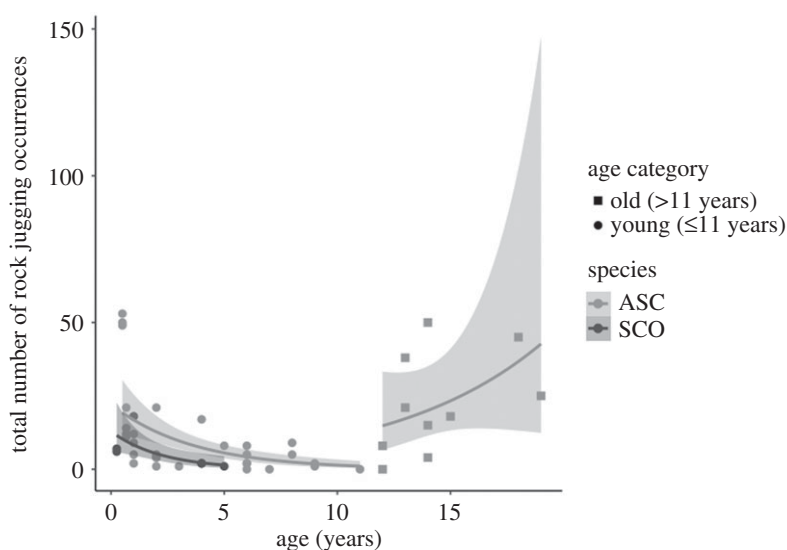 150
100
50
0
0
5
10
15
age (years)
total number of rock jugging occurrences
age category
old (>11 years)
young (≤11 years)
species
ASC
SCO